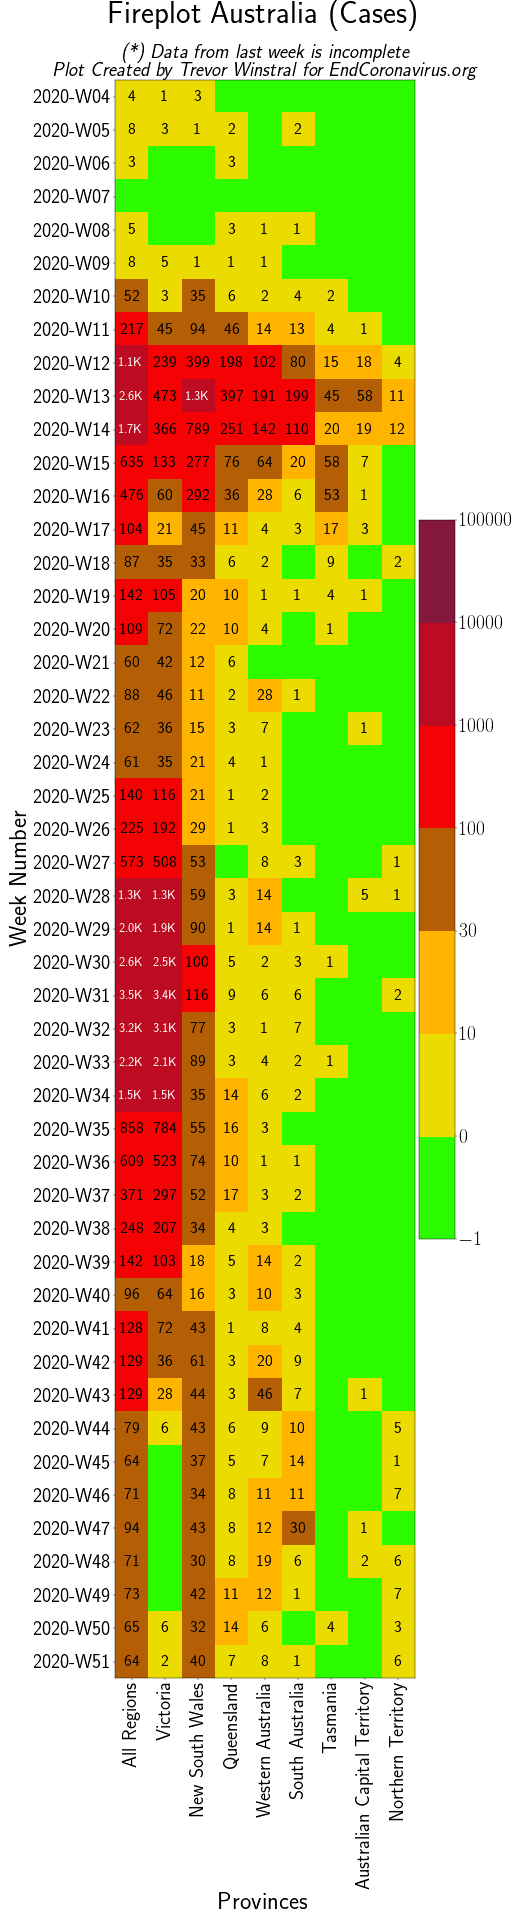 Fireplot Australia (Cases)
(*) Data from last week is incomplete
Plot Created by Trevor Winstral for EndCoronavirus.org
2020-W04 4 1 3
2020-W05 8 3 1 2 2
2020-W06 3 3
2020-W07
2020-W08 5 3 1 1
2020-W09 8 5 1 1 1
2020-W10 52 3 35 6 2 4 2
2020-W11 217 45 94 46 14 13 4 1
2020-W12 1.1K 239 399 198 102 80 15 18 4
2020-W13 2.6K 473 1.3K 397 191 199 45 58 11
2020-W14 1.7K 366 789 251 142 110 20 19 12
2020-W15 635 133 277 76 64 20 58 7
2020-W16 476 60 292 36 28 6 53 1
2020-W17 104 21 45 11 4 3 17 3
2020-W18 87 35 33 6 2 9 2
2020-W19 142 105 20 10 1 1 4 1
2020-W20 109 72 22 10 4 1
2020-W21 60 42 12 6
2020-W22 88 46 11 2 28 1
2020-W23 62 36 15 3 7 1
2020-W24 61 35 21 4 1
2020-W25 140 116 21 1 2
2020-W26 225 192 29 1 3
2020-W27 573 508 53 8 3 1
2020-W28 1.3K 1.3K 59 3 14 5 1
2020-W29 2.0K 1.9K 90 1 14 1
2020-W30 2.6K 2.5K 100 5 2 3 1
2020-W31 3.5K 3.4K 116 9 6 6 2
2020-W32 3.2K 3.1K 77 3 1 7
2020-W33 2.2K 2.1K 89 3 4 2 1
2020-W34 1.5K 1.5K 35 14 6 2
2020-W35 858 784 55 16 3
2020-W36 609 523 74 10 1 1
2020-W37 371 297 52 17 3 2
2020-W38 248 207 34 4 3
2020-W39 142 103 18 5 14 2
2020-W40 96 64 16 3 10 3
2020-W41 128 72 43 1 8 4
2020-W42 129 36 61 3 20 9
2020-W43 129 28 44 3 46 7 1
2020-W44 79 6 43 6 9 10 5
2020-W45 64 37 5 7 14 1
2020-W46 71 34 8 11 11 7
2020-W47 94 43 8 12 30 1
2020-W48 71 30 8 19 6 2 6
2020-W49 73 42 11 12 1 7
2020-W50 65 6 32 14 6 4 3
2020-W51 64 2 40 7 8 1 6
Week Number
All Regions
Victoria
New South Wales
Queensland
Western Australia
South Australia
Tasmania
Australian Capital Territory
Northern Territory
Provinces
100000
10000
1000
100
30
10
0
−1